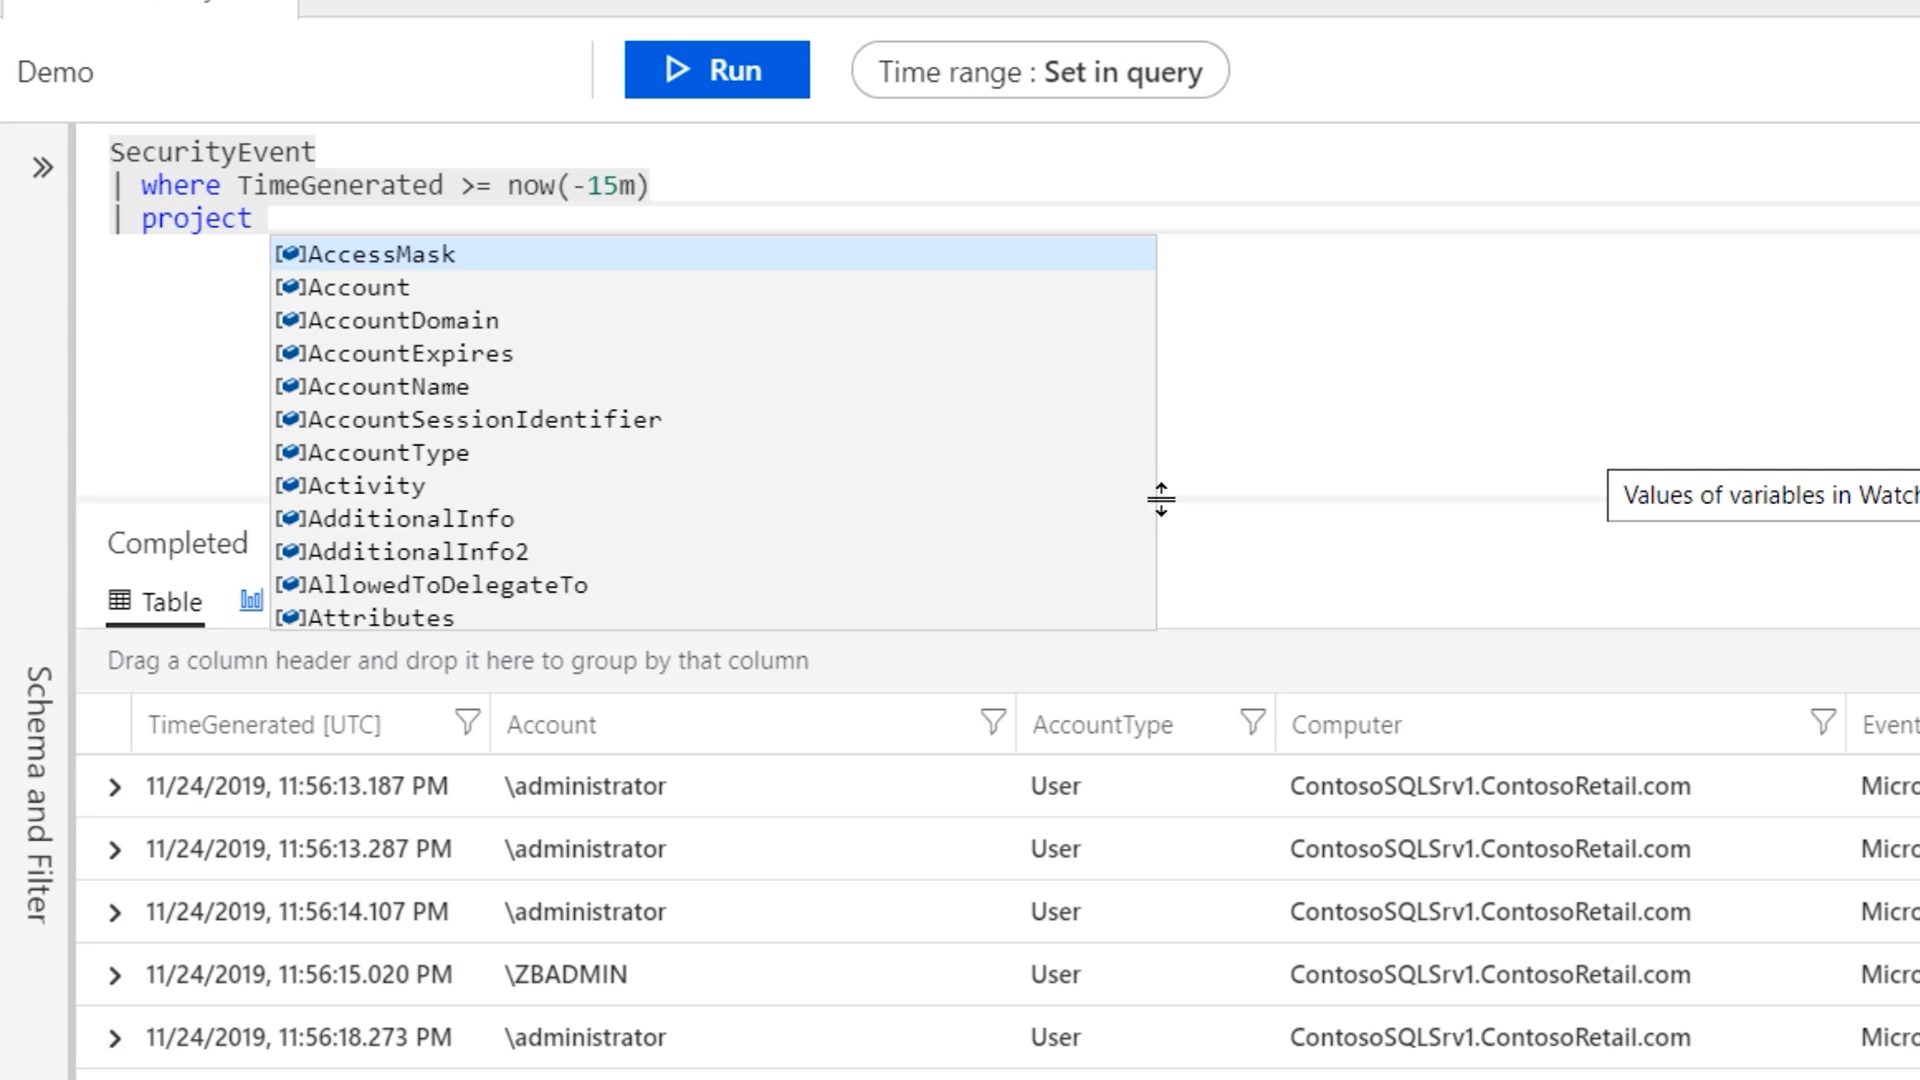 Demo
Run
Time range : Set in query
SecurityEvent
| where TimeGenerated >= now(-15m)
| project
AccessMask
Account
AccountDomain
AccountExpires
AccountName
AccountSessionIdentifier
AccountType
Activity
AdditionalInfo
AdditionalInfo2
AllowedToDelegateTo
Attributes
Values of variables in Watch
Completed
Table
Schema and Filter
Drag a column header and drop it here to group by that column
TimeGenerated [UTC] Account AccountType Computer Event
11/24/2019, 11:56:13.187 PM \administrator User ContosoSQLSrv1.ContosoRetail.com Micro
11/24/2019, 11:56:13.287 PM \administrator User ContosoSQLSrv1.ContosoRetail.com Micro
11/24/2019, 11:56:14.107 PM \administrator User ContosoSQLSrv1.ContosoRetail.com Micro
11/24/2019, 11:56:15.020 PM \ZBADMIN User ContosoSQLSrv1.ContosoRetail.com Micro
11/24/2019, 11:56:18.273 PM \administrator User ContosoSQLSrv1.ContosoRetail.com Micro